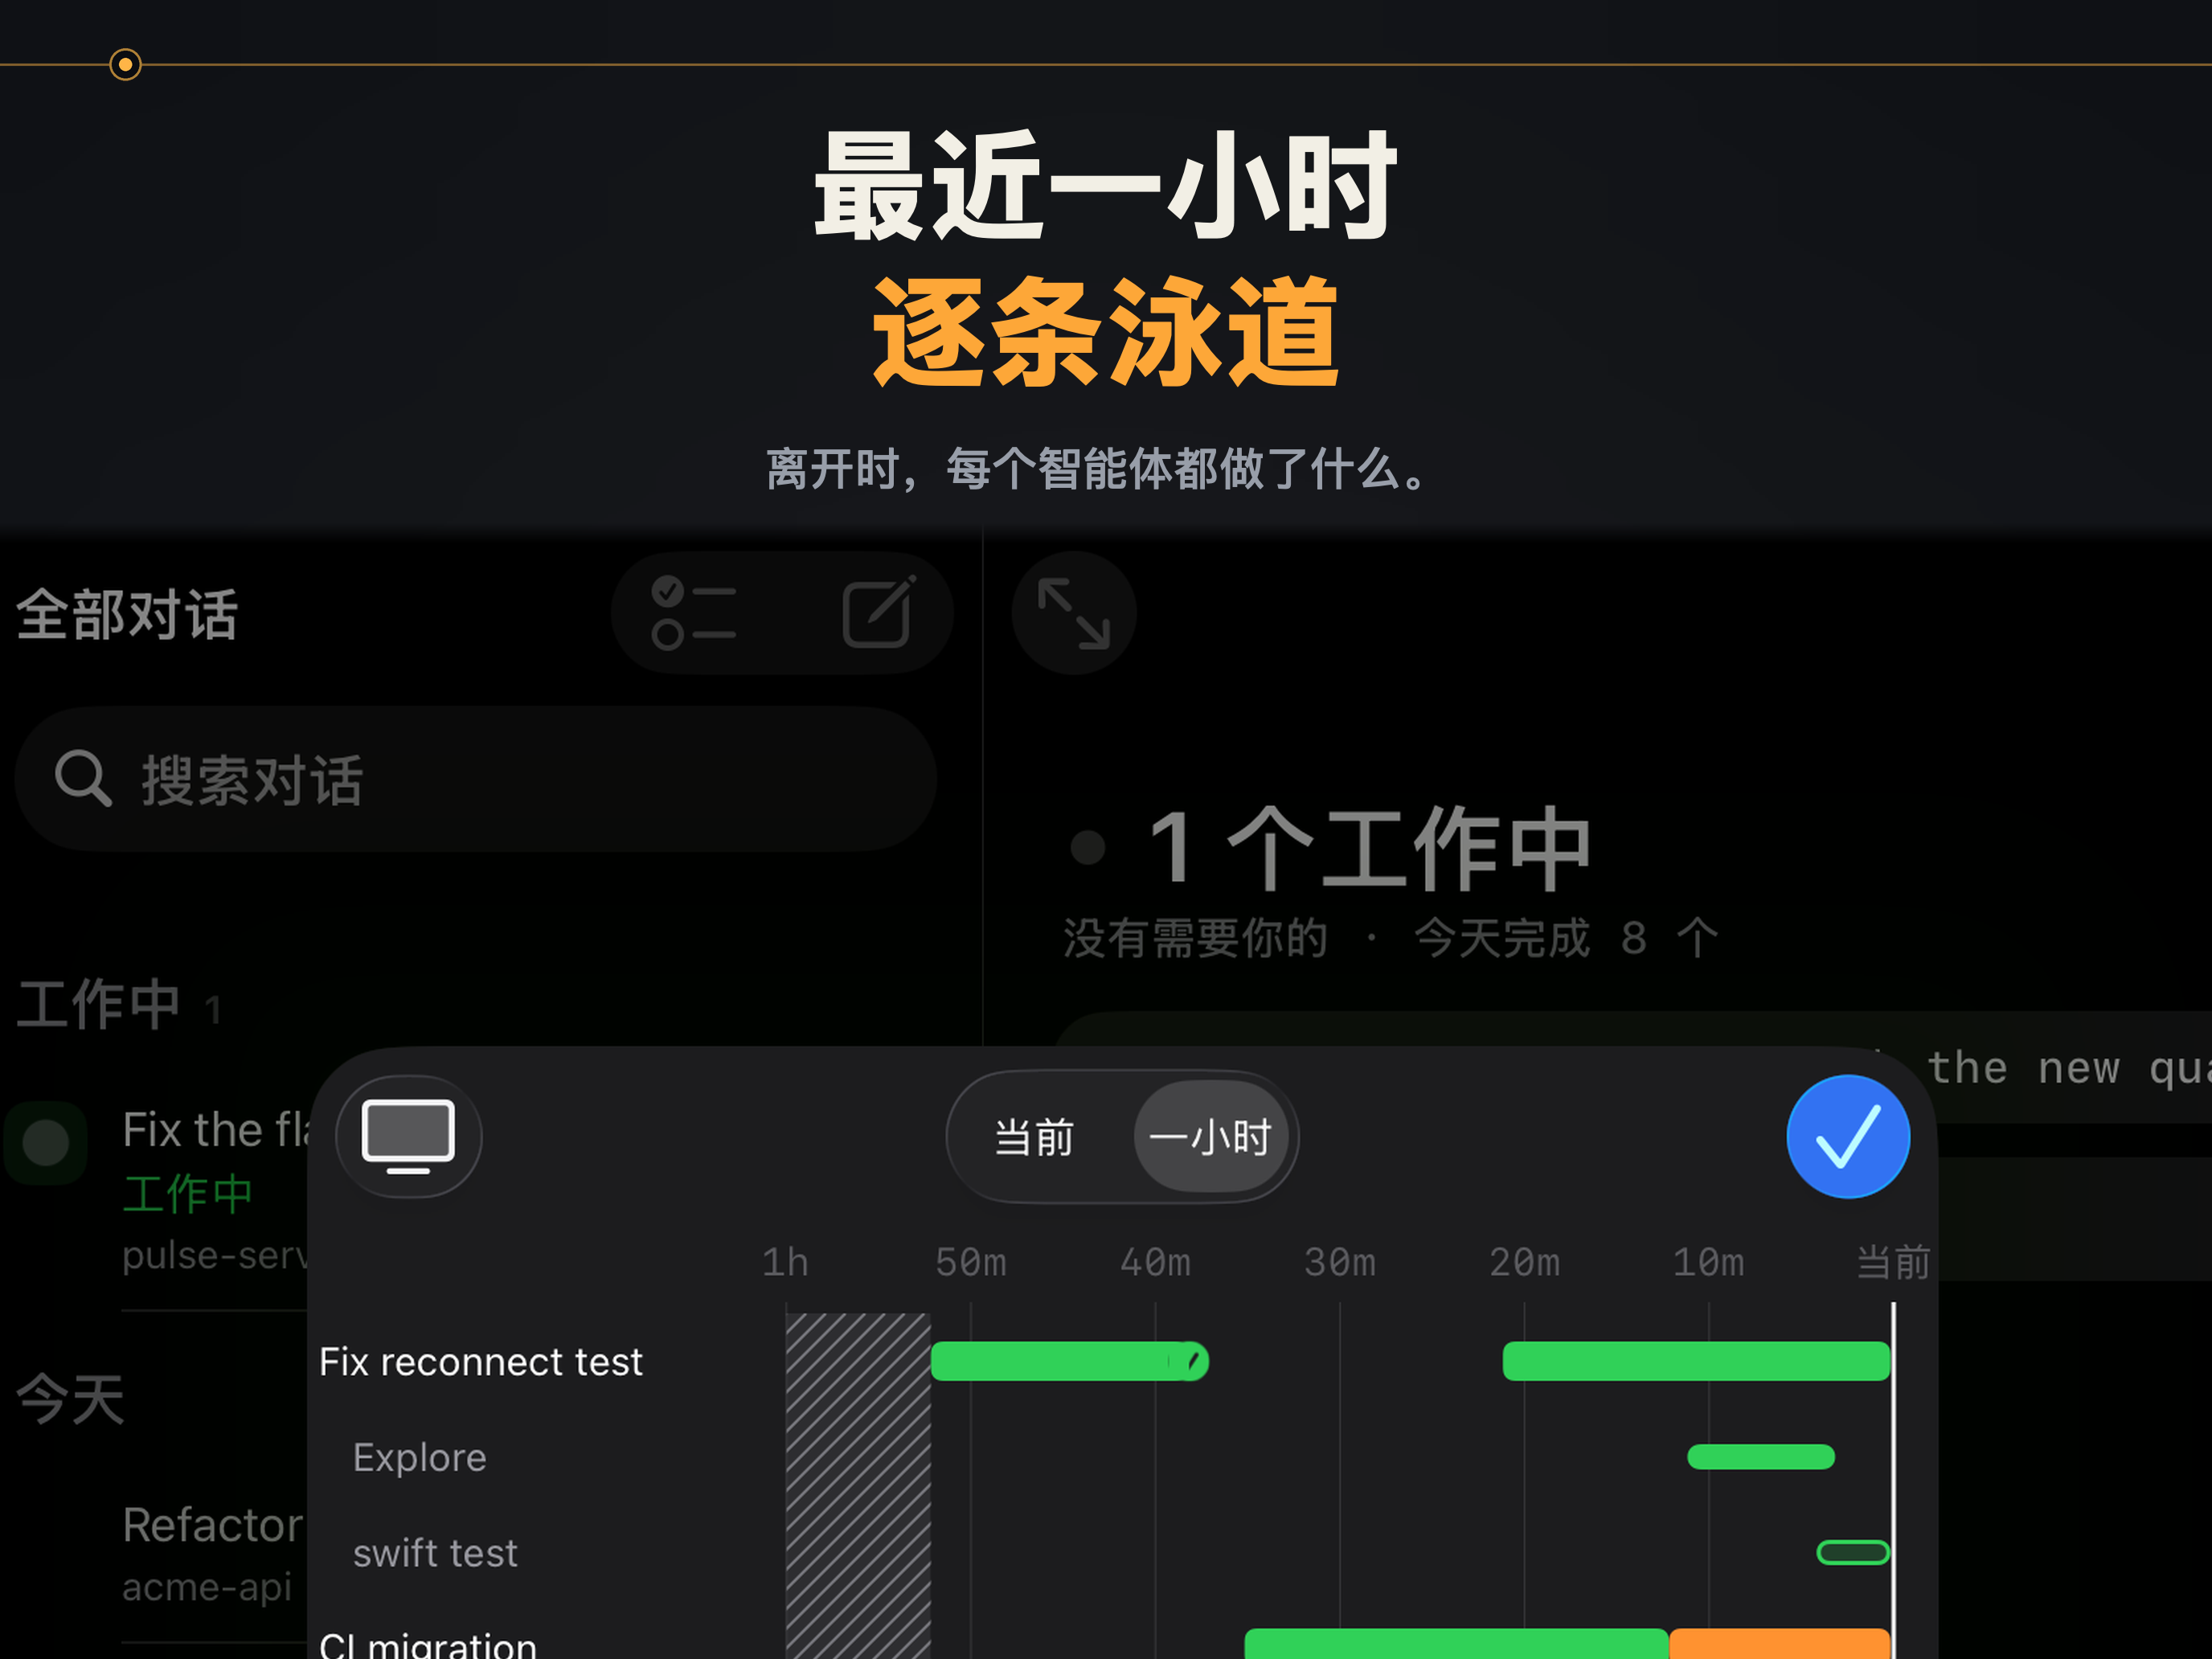 最近一小时
逐条泳道
离开时，每个智能体都做了什么。
全部对话
搜索对话
1 个工作中
没有需要你的 · 今天完成 8 个
工作中 1
the new qua
Fix the fla
工作中
pulse-serv
当前 一小时
1h 50m 40m 30m 20m 10m 当前
今天
Fix reconnect test
Explore
Refactor
swift test
acme-api
CI migration